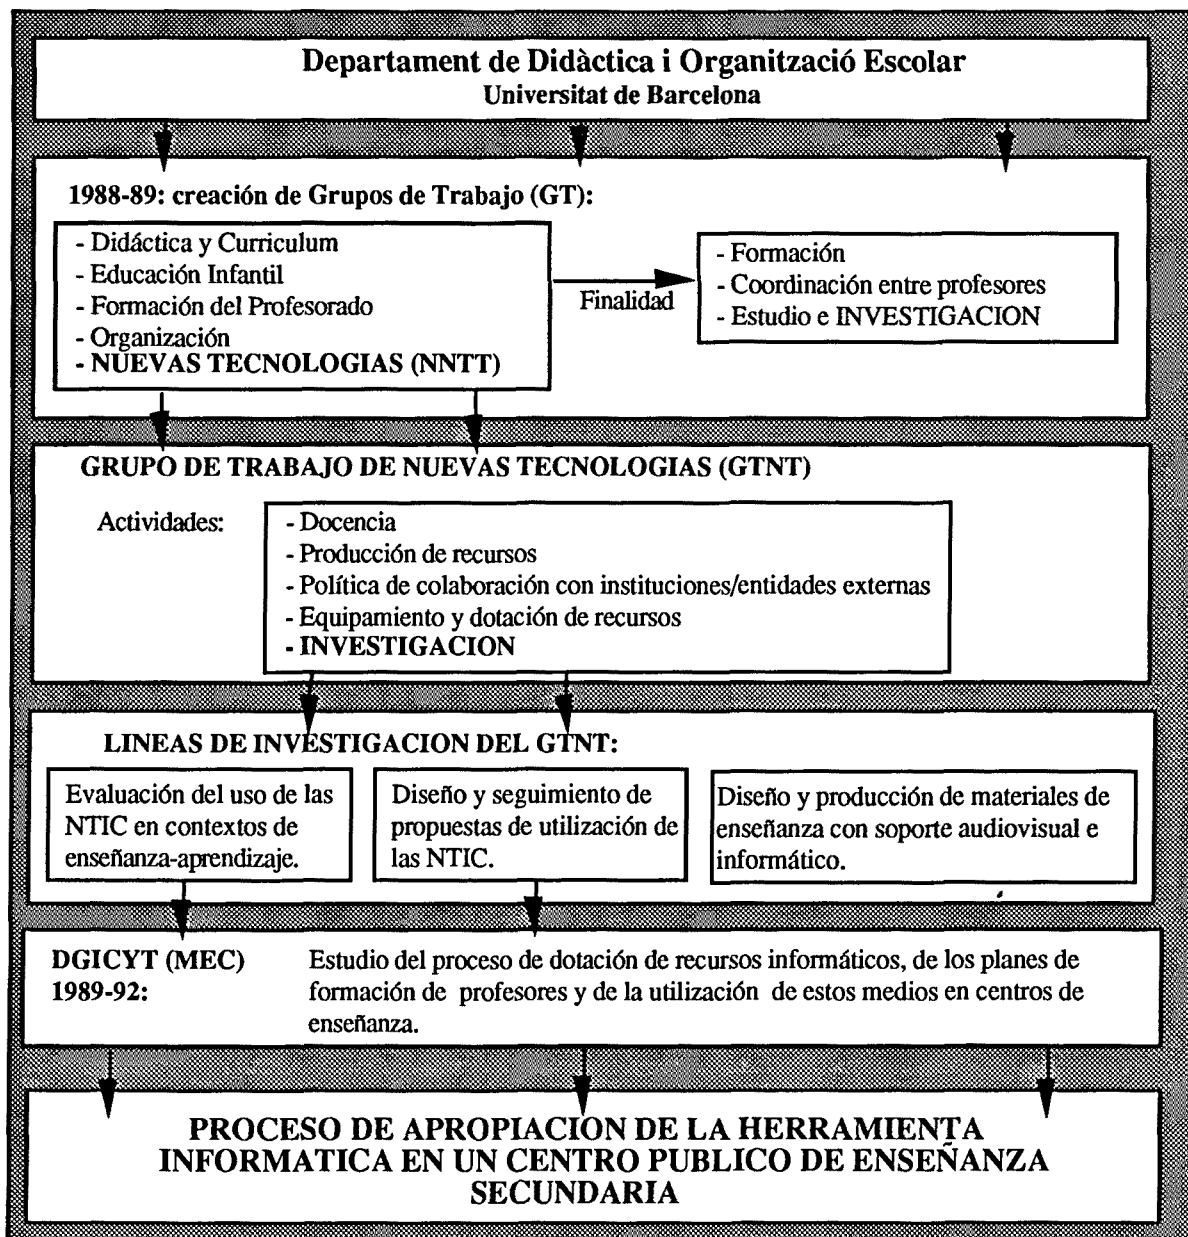 Departament de Didàctica i Organització Escolar
Universitat de Barcelona
1988-89: creación de Grupos de Trabajo (GT):
- Didáctica y Curriculum
- Educación Infantil
- Formación del Profesorado
- Organización
- NUEVAS TECNOLOGIAS (NNTT)
Finalidad
- Formación
- Coordinación entre profesores
- Estudio e INVESTIGACION
GRUPO DE TRABAJO DE NUEVAS TECNOLOGIAS (GTNT)
Actividades:
- Docencia
- Producción de recursos
- Política de colaboración con instituciones/entidades externas
- Equipamiento y dotación de recursos
- INVESTIGACION
LINEAS DE INVESTIGACION DEL GTNT:
Evaluación del uso de las
NTIC en contextos de
enseñanza-aprendizaje.
Diseño y seguimiento de
propuestas de utilización de
las NTIC.
Diseño y producción de materiales de
enseñanza con soporte audiovisual e
informático.
DGICYT (MEC)
1989-92:
Estudio del proceso de dotación de recursos informáticos, de los planes de
formación de profesores y de la utilización de estos medios en centros de
enseñanza.
PROCESO DE APROPIACION DE LA HERRAMIENTA
INFORMATICA EN UN CENTRO PUBLICO DE ENSEÑANZA
SECUNDARIA